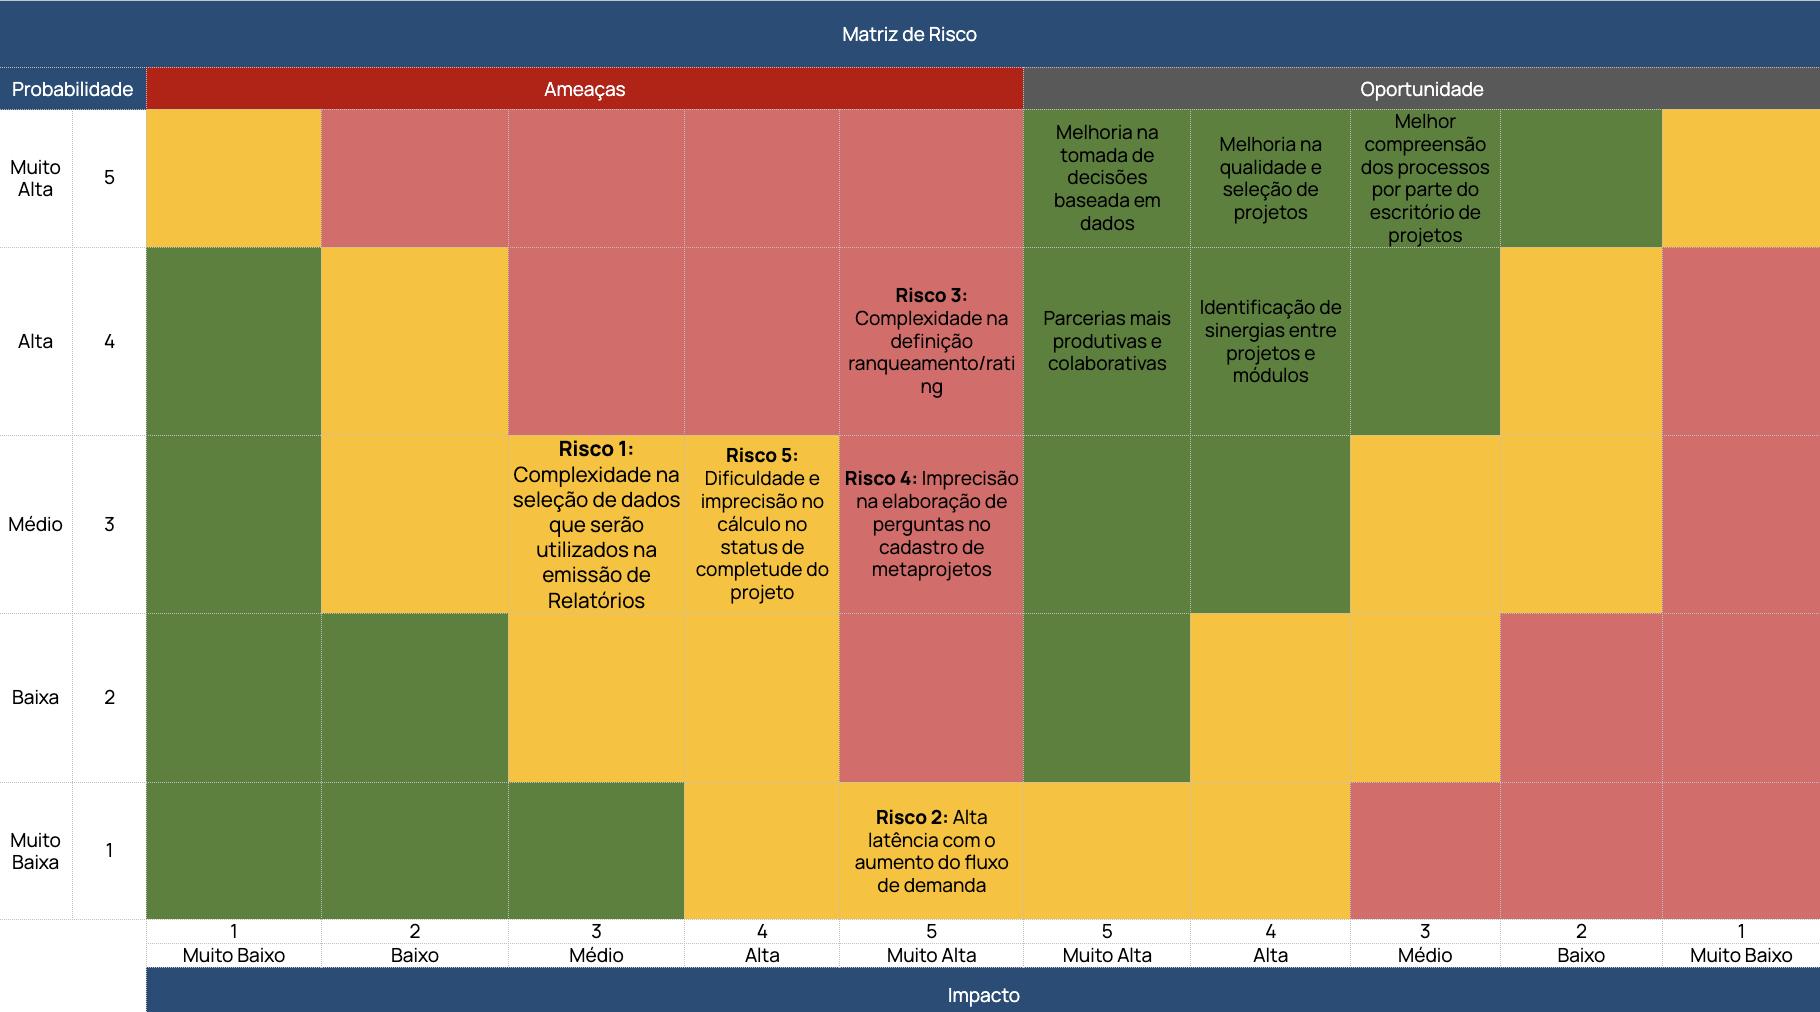 Matriz de Risco
Probabilidade
Ameaças
Oportunidade
Muito
Alta
5
Melhoria na
tomada de
decisões
baseada em
dados
Melhoria na
qualidade e
seleção de
projetos
Melhor
compreensão
dos processos
por parte do
escritório de
projetos
Alta
4
Risco 3:
Complexidade na
definição
ranqueamento/rati
ng
Parcerias mais
produtivas e
colaborativas
Identificação de
sinergias entre
projetos e
módulos
Médio
3
Risco 1:
Complexidade na
seleção de dados
que serão
utilizados na
emissão de
Relatórios
Risco 5:
Dificuldade e
imprecisão no
cálculo no
status de
completude do
projeto
Risco 4: Imprecisão
na elaboração de
perguntas no
cadastro de
metaprojetos
Baixa
2
Muito
Baixa
1
Risco 2: Alta
latência com o
aumento do fluxo
de demanda
1
2
3
4
5
5
4
3
2
1
Muito Baixo
Baixo
Médio
Alta
Muito Alta
Muito Alta
Alta
Médio
Baixo
Muito Baixo
Impacto